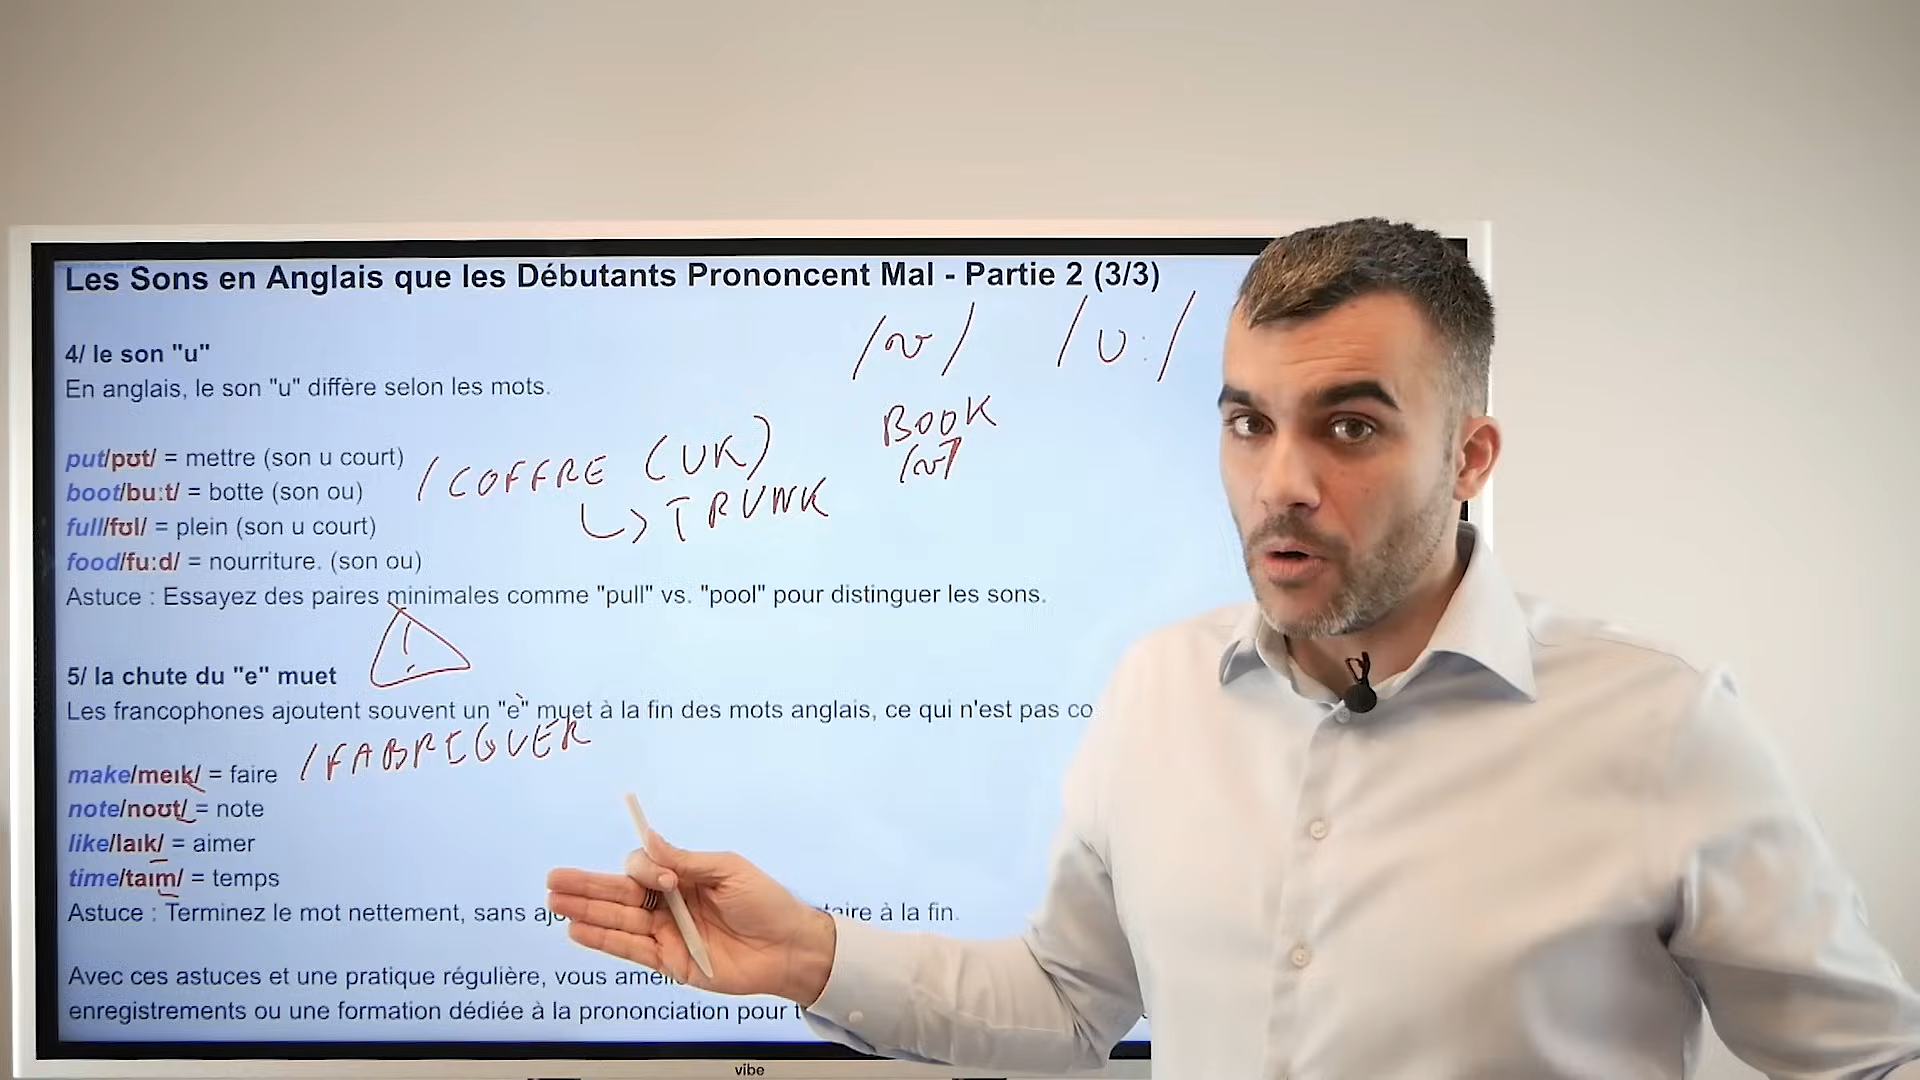 Les Sons en Anglais que les Débutants Prononcent Mal - Partie 2 (3/3)
/ʊ/ /ʊ:/
4/ le son "u"
En anglais, le son "u" diffère selon les mots.
BOOK
/ʊ/
put/pʊt/ = mettre (son u court) / COFFRE (UK)
boot/bu:t/ = botte (son ou)
↳ TRUNK
full/fʊl/ = plein (son u court)
food/fu:d/ = nourriture. (son ou)
Astuce : Essayez des paires minimales comme "pull" vs. "pool" pour distinguer les sons.
!
5/ la chute du "e" muet
Les francophones ajoutent souvent un "e" muet à la fin des mots anglais, ce qui n'est pas
make/meɪk/ = faire / FABRIQUER
note/noʊt/ = note
like/laɪk/ = aimer
time/taɪm/ = temps
Astuce : Terminez le mot nettement, sans à la fin.
Avec ces astuces et une pratique régulière, vous
enregistrements ou une formation dédiée à la prononciation pour
vibe